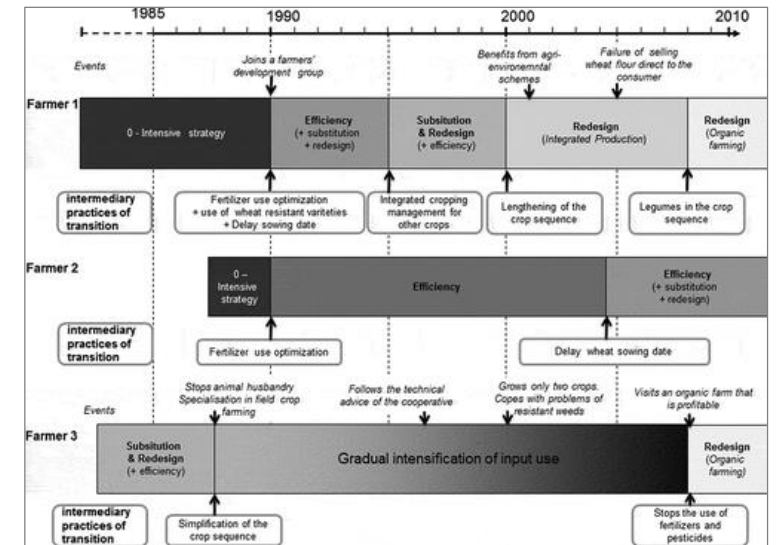 1985 1990 2000 2010
Events
Joins a farmers'
development group
Benefits from agri-
environemntal
schemes
Failure of selling
wheat flour direct to the
consumer
Farmer 1
0 - Intensive strategy
Efficiency
(+ substitution
+ redesign)
Subsitution
& Redesign
(+ efficiency)
Redesign
(Integrated Production)
Redesign
(Organic
farming)
intermediary
practices of
transition
Fertilizer use optimization
+ use of wheat resistant variteties
+ Delay sowing date
Integrated cropping
management for
other crops
Lengthening of the
crop sequence
Legumes in the crop
sequence
Farmer 2
0 –
Intensive
strategy
Efficiency
Efficiency
(+ substitution
+ redesign)
intermediary
practices of
transition
Fertilizer use optimization
Delay wheat sowing date
Events
Stops animal husbandry
Specialisation in field crop
farming
Follows the technical
advice of the cooperative
Grows only two crops.
Copes with problems of
resistant weeds
Visits an organic farm that
is profitable
Farmer 3
Subsitution
& Redesign
(+ efficiency)
Gradual intensification of input use
Redesign
(Organic
farming)
intermediary
practices of
transition
Simplification of the
crop sequence
Stops the use of
fertilizers and
pesticides